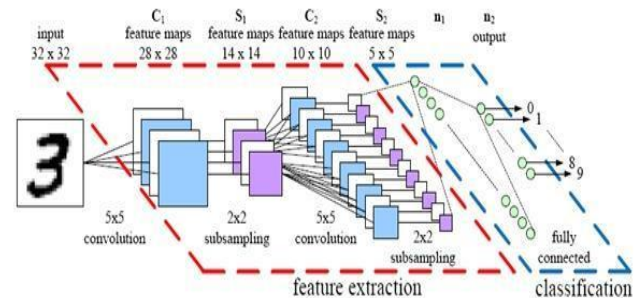 C1 S1 C2 S2 n1 n2
input feature maps feature maps feature maps feature maps output
32 x 32 28 x 28 14 x 14 10 x 10 5 x 5
3
0
1
8
9
5x5 convolution
2x2 subsampling
5x5 convolution
2x2 subsampling
fully connected
feature extraction classification